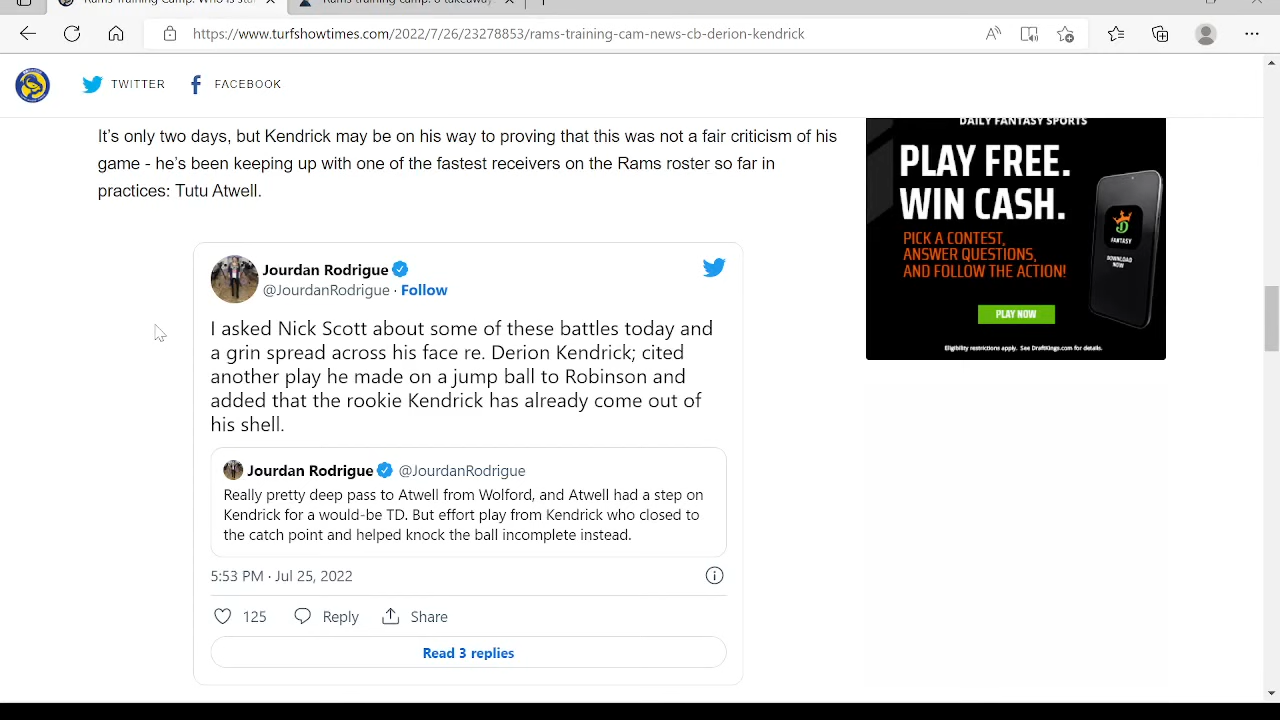 Rams Training Camp: Who is
Rams training camp: 8 takeaway
https://www.turfshowtimes.com/2022/7/26/23278853/rams-training-cam-news-cb-derion-kendrick
TWITTER
FACEBOOK
It's only two days, but Kendrick may be on his way to proving that this was not a fair criticism of his
game - he's been keeping up with one of the fastest receivers on the Rams roster so far in
practices: Tutu Atwell.
Jourdan Rodrigue
@JourdanRodrigue · Follow
I asked Nick Scott about some of these battles today and
a grin spread across his face re. Derion Kendrick; cited
another play he made on a jump ball to Robinson and
added that the rookie Kendrick has already come out of
his shell.
Jourdan Rodrigue @JourdanRodrigue
Really pretty deep pass to Atwell from Wolford, and Atwell had a step on
Kendrick for a would-be TD. But effort play from Kendrick who closed to
the catch point and helped knock the ball incomplete instead.
5:53 PM · Jul 25, 2022
125 Reply Share
Read 3 replies
DAILY FANTASY SPORTS
PLAY FREE.
WIN CASH.
PICK A CONTEST,
ANSWER QUESTIONS,
AND FOLLOW THE ACTION!
FANTASY
DOWNLOAD
NOW
PLAY NOW
Eligibility restrictions apply. See DraftKings.com for details.